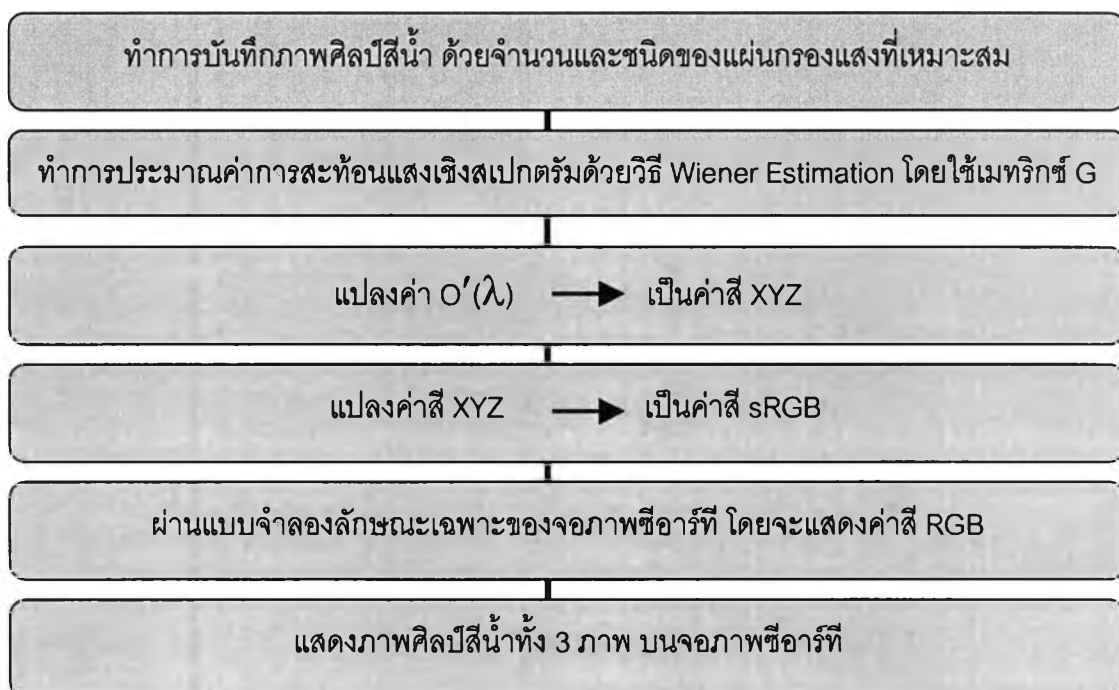 ทำการบันทึกภาพศิลป์สีน้ำ ด้วยจำนวนและชนิดของแผ่นกรองแสงที่เหมาะสม
ทำการประมาณค่าการสะท้อนแสงเชิงสเปกตรัมด้วยวิธี Wiener Estimation โดยใช้เมทริกซ์ G
แปลงค่า O′(λ) → เป็นค่าสี XYZ
แปลงค่าสี XYZ → เป็นค่าสี sRGB
ผ่านแบบจำลองลักษณะเฉพาะของจอภาพซีอาร์ที โดยจะแสดงค่าสี RGB
แสดงภาพศิลป์สีน้ำทั้ง 3 ภาพ บนจอภาพซีอาร์ที